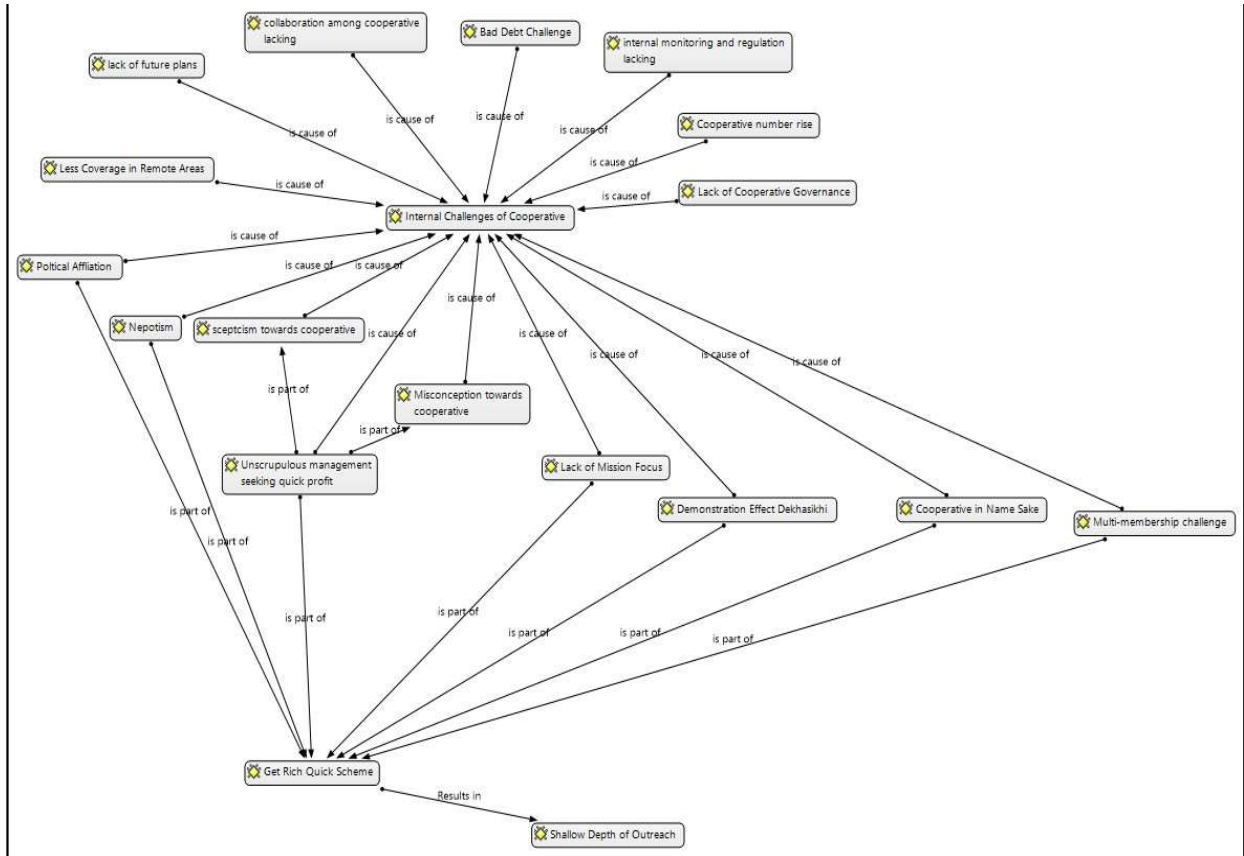 collaboration among cooperative
lacking
Bad Debt Challenge
internal monitoring and regulation
lacking
lack of future plans
is cause of
is cause of
is cause of
is cause of
Cooperative number rise
Less Coverage in Remote Areas
is cause of
is cause of
Lack of Cooperative Governance
is cause of
Internal Challenges of Cooperative
is cause of
Poltical Affliation
is cause of
is cause of
Nepotism
sceptcism towards cooperative
is cause of
is cause of
is cause of
is cause of
is cause of
is cause of
is part of
Misconception towards
cooperative
is part of
Unscrupulous management
seeking quick profit
Lack of Mission Focus
Demonstration Effect Dekhasikhi
Cooperative in Name Sake
Multi-membership challenge
is part of
is part of
is part of
is part of
is part of
is part of
is part of
Get Rich Quick Scheme
Results in
Shallow Depth of Outreach